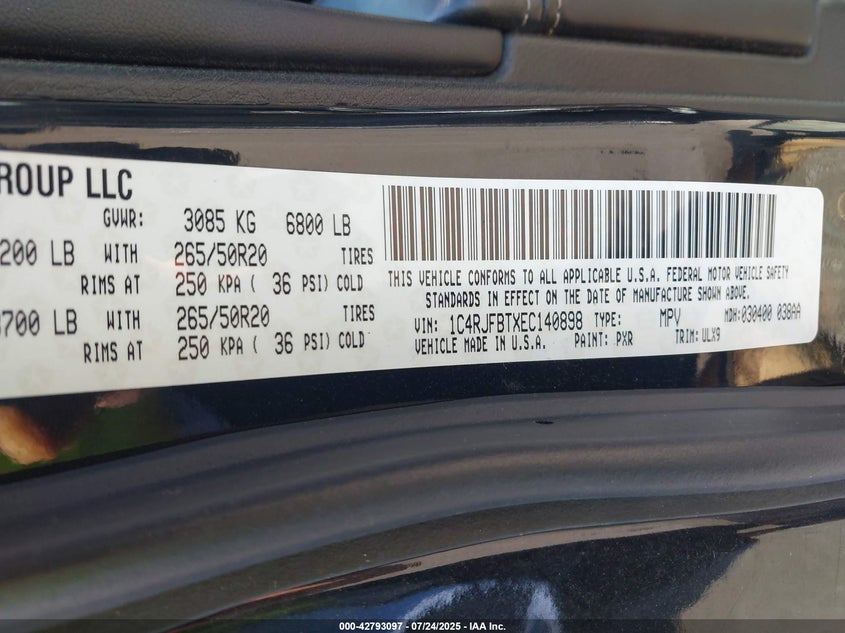 ROUP LLC
GVWR: 3085 KG 6800 LB
200 LB WITH 265/50R20 TIRES
RIMS AT 250 KPA ( 36 PSI) COLD
700 LB WITH 265/50R20 TIRES
RIMS AT 250 KPA ( 36 PSI) COLD
THIS VEHICLE CONFORMS TO ALL APPLICABLE U.S.A. FEDERAL MOTOR VEHICLE SAFETY
STANDARDS IN EFFECT ON THE DATE OF MANUFACTURE SHOWN ABOVE.
VIN: 1C4RJFBTXEC140898 TYPE: MPV MDH:030400 038AA
VEHICLE MADE IN U.S.A. PAINT: PXR TRIM: ULX9
000-42793097 - 07/24/2025 - IAA Inc.